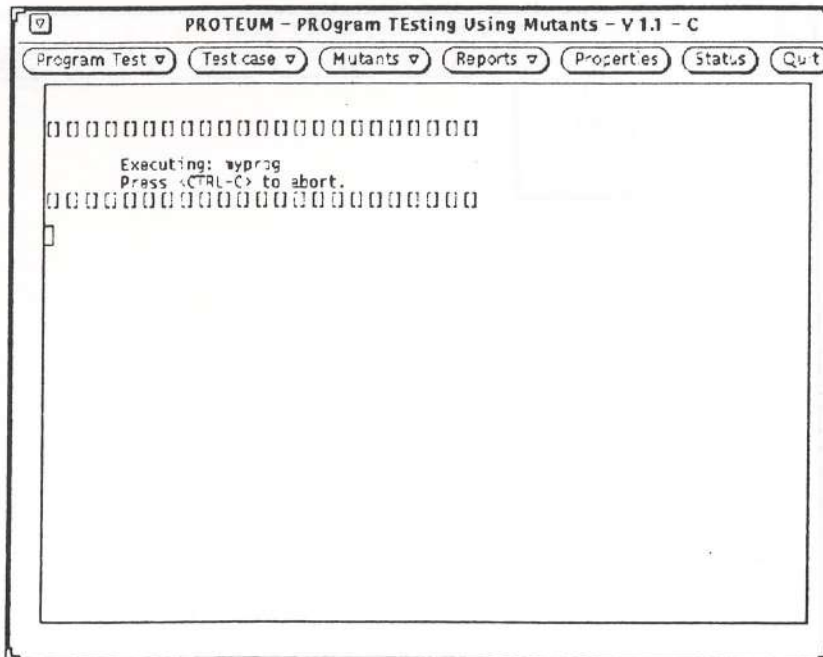 PROTEUM – PROgram TEsting Using Mutants – V 1.1 – C
Program Test Test case Mutants Reports Properties Status Quit
[] [] [] [] [] [] [] [] [] [] [] [] [] [] [] [] [] [] [] [] [] [] []
Executing: myprog
Press <CTRL-C> to abort.
[] [] [] [] [] [] [] [] [] [] [] [] [] [] [] [] [] [] [] [] [] [] []